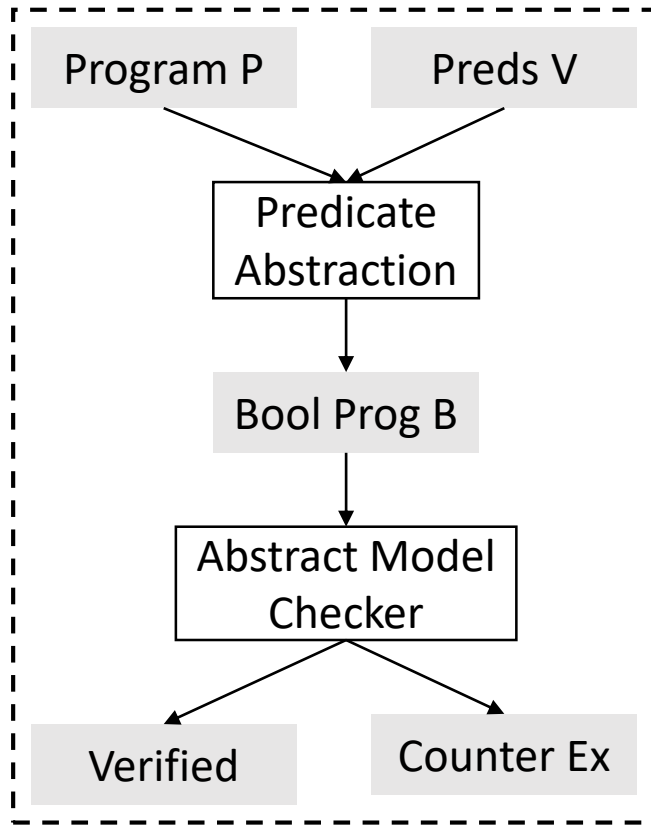 Program P
Preds V
Predicate
Abstraction
Bool Prog B
Abstract Model
Checker
Verified
Counter Ex